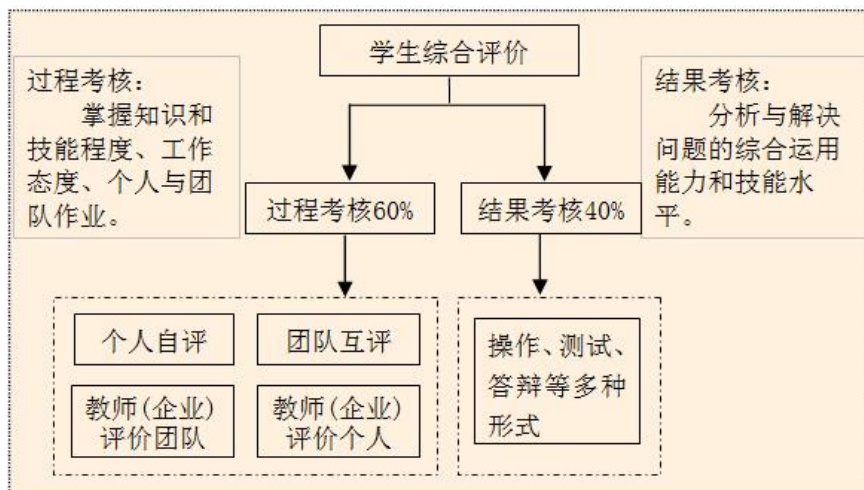 学生综合评价
过程考核：
掌握知识和
技能程度、工作
态度、个人与团
队作业。
结果考核：
分析与解决
问题的综合运用
能力和技能水
平。
过程考核60%
结果考核40%
个人自评
团队互评
教师(企业)
评价团队
教师(企业)
评价个人
操作、测试、
答辩等多种
形式